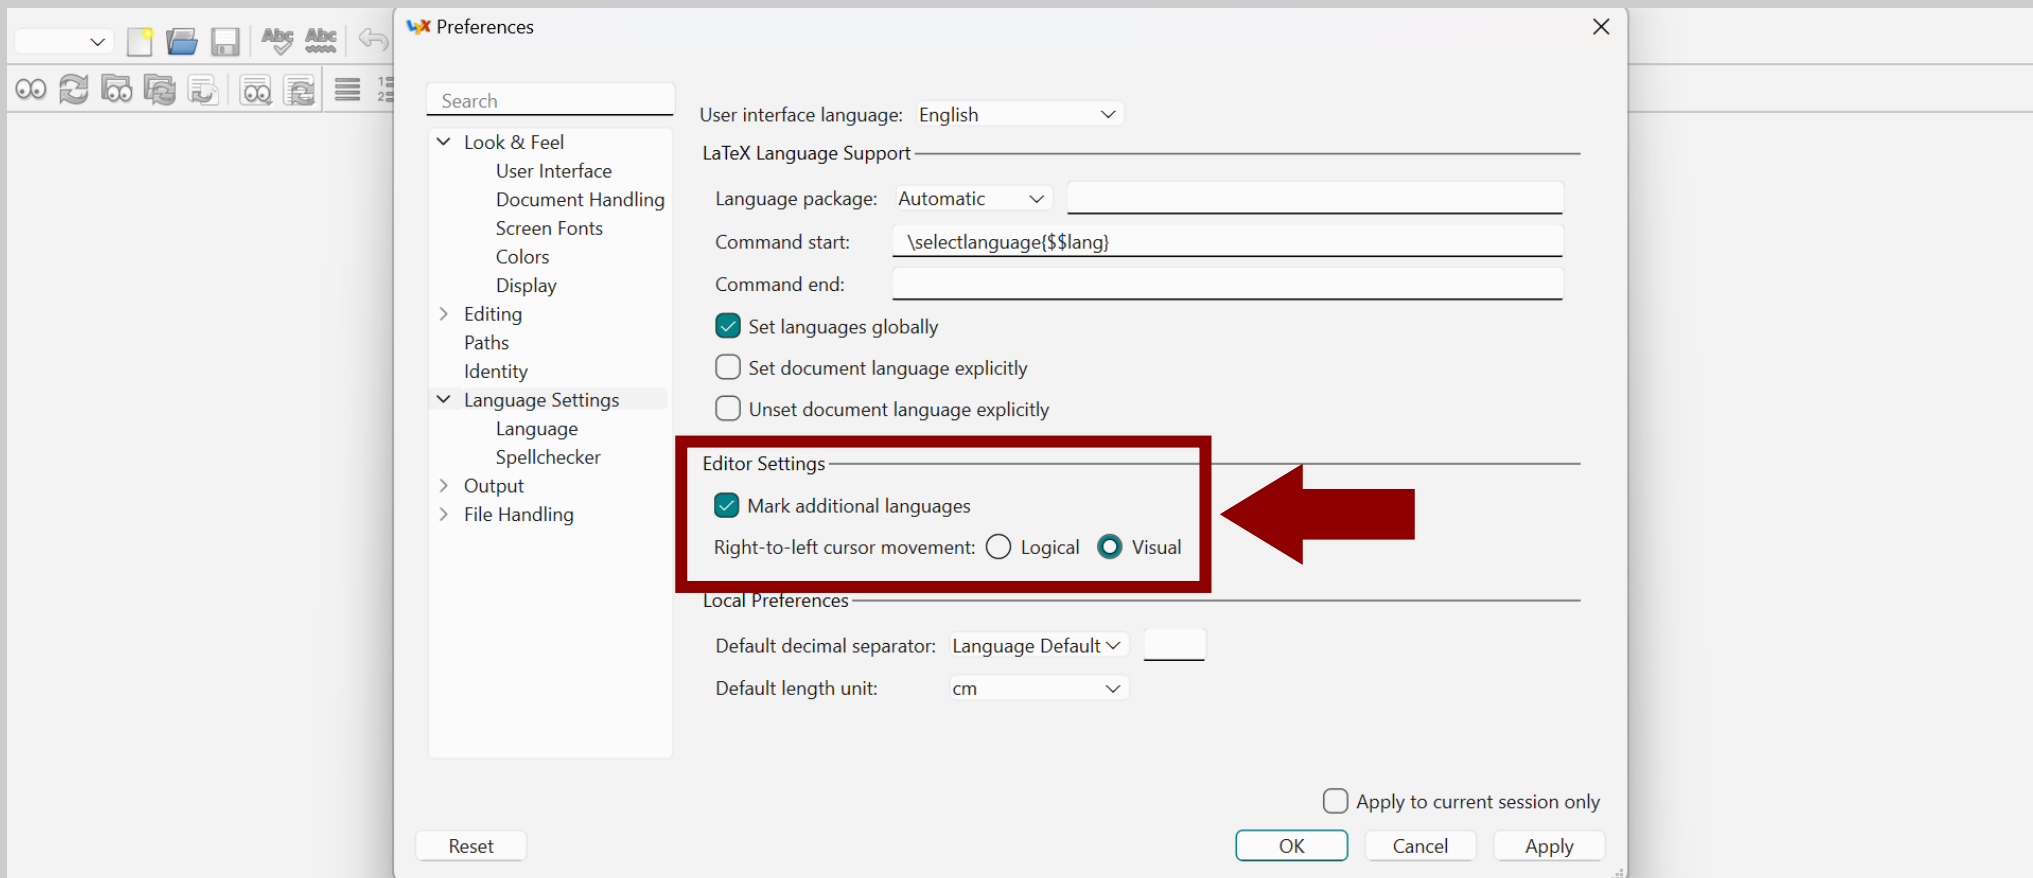 Preferences
Abc Abc
Search
Look & Feel
User Interface
Document Handling
Screen Fonts
Colors
Display
Editing
Paths
Identity
Language Settings
Language
Spellchecker
Output
File Handling
User interface language: English
LaTeX Language Support
Language package: Automatic
Command start: \selectlanguage{$$lang}
Command end:
Set languages globally
Set document language explicitly
Unset document language explicitly
Editor Settings
Mark additional languages
Right-to-left cursor movement: Logical Visual
Local Preferences
Default decimal separator: Language Default
Default length unit: cm
Apply to current session only
Reset OK Cancel Apply